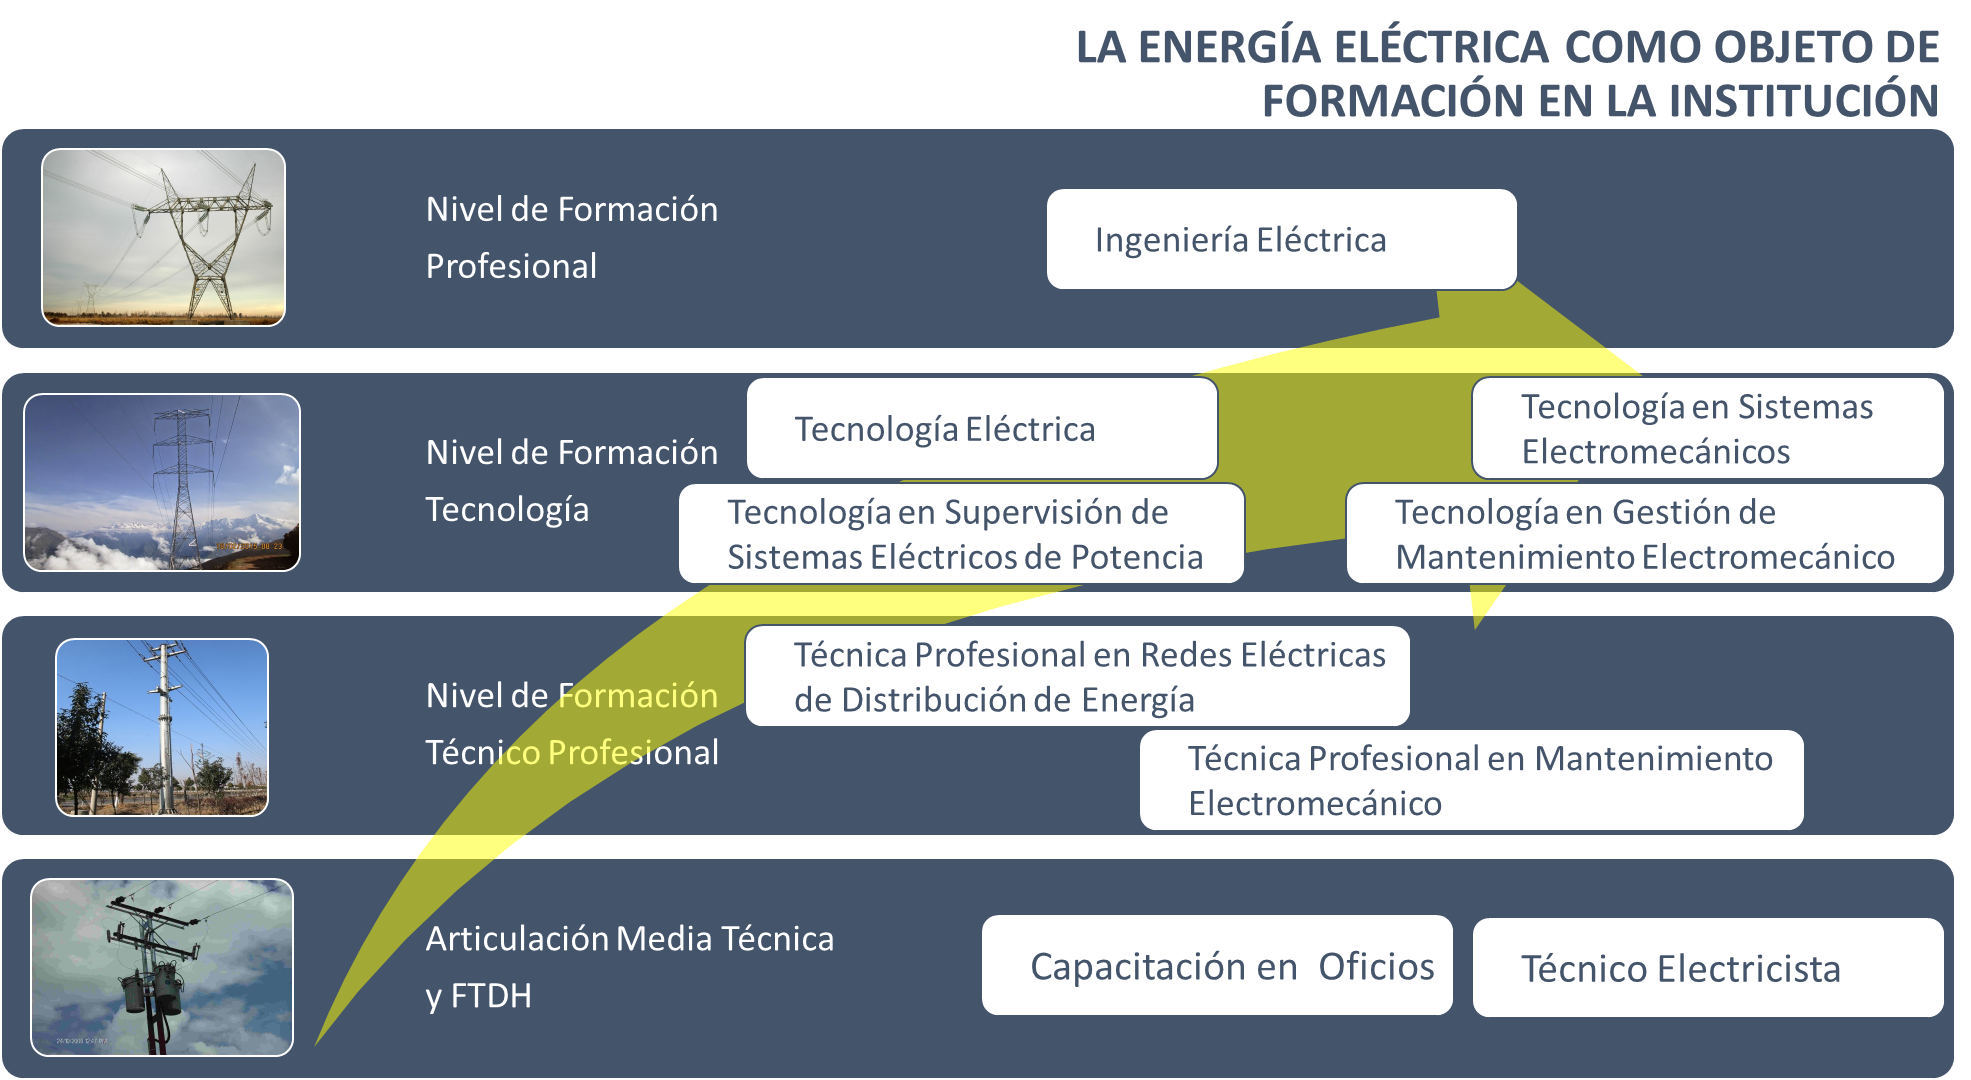 LA ENERGÍA ELÉCTRICA COMO OBJETO DE
FORMACIÓN EN LA INSTITUCIÓN
Nivel de Formación
Profesional
Ingeniería Eléctrica
Nivel de Formación
Tecnología
Tecnología Eléctrica
Tecnología en Sistemas
Electromecánicos
Tecnología en Supervisión de
Sistemas Eléctricos de Potencia
Tecnología en Gestión de
Mantenimiento Electromecánico
Nivel de Formación
Técnico Profesional
Técnica Profesional en Redes Eléctricas
de Distribución de Energía
Técnica Profesional en Mantenimiento
Electromecánico
Articulación Media Técnica
y FTDH
Capacitación en  Oficios
Técnico Electricista